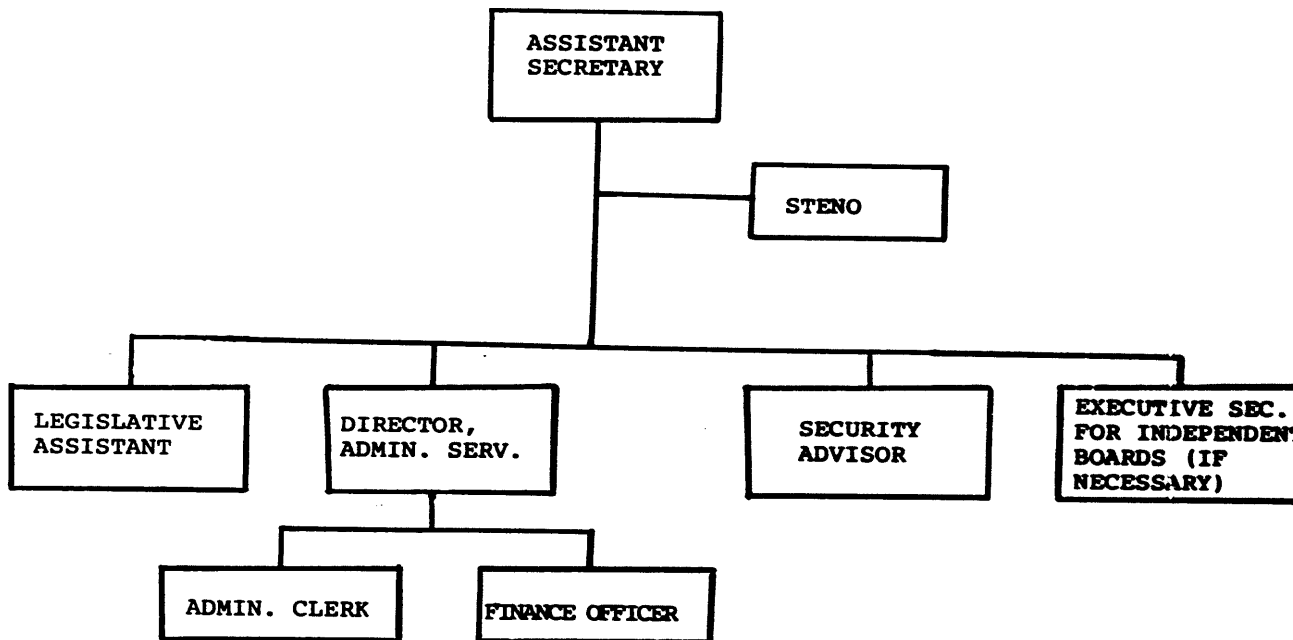 ASSISTANT
SECRETARY
STENO
LEGISLATIVE
ASSISTANT
DIRECTOR,
ADMIN. SERV.
SECURITY
ADVISOR
EXECUTIVE SEC.
FOR INDEPENDENT
BOARDS (IF
NECESSARY)
ADMIN. CLERK
FINANCE OFFICER